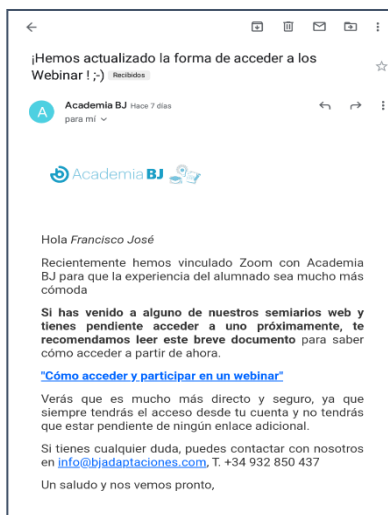 ¡Hemos actualizado la forma de acceder a los
Webinar ! ;-) Recibidos
A
Academia BJ Hace 7 días
para mí
Academia BJ
Hola Francisco José
Recientemente hemos vinculado Zoom con Academia
BJ para que la experiencia del alumnado sea mucho más
cómoda
Si has venido a alguno de nuestros semiarios web y
tienes pendiente acceder a uno próximamente, te
recomendamos leer este breve documento para saber
cómo acceder a partir de ahora.
"Cómo acceder y participar en un webinar"
Verás que es mucho más directo y seguro, ya que
siempre tendrás el acceso desde tu cuenta y no tendrás
que estar pendiente de ningún enlace adicional.
Si tienes cualquier duda, puedes contactar con nosotros
en info@bjadaptaciones.com, T. +34 932 850 437
Un saludo y nos vemos pronto,